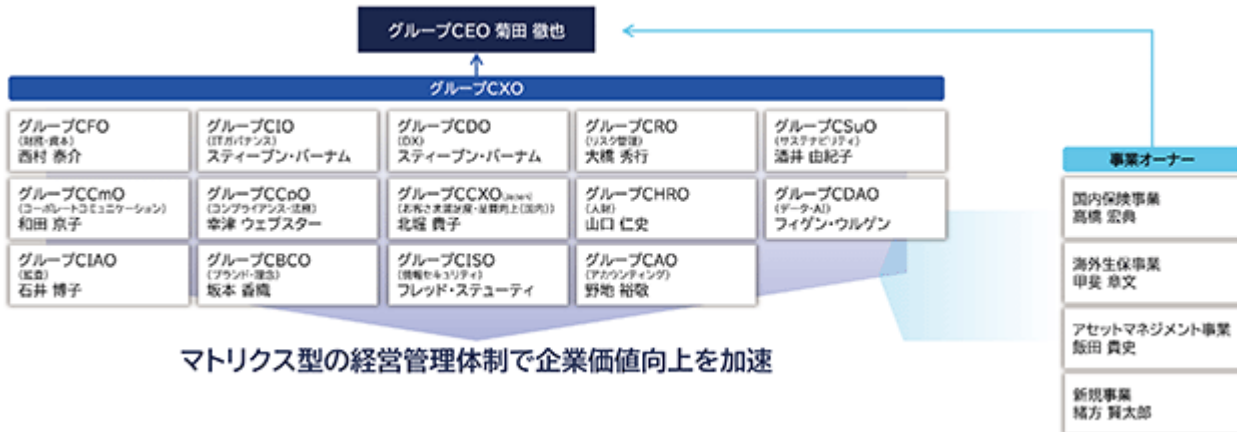 グループCEO 菊田 徹也
グループCXO
グループCFO
(財務・資本)
西村 泰介
グループCIO
(ITガバナンス)
スティーブン・バーナム
グループCDO
(DX)
スティーブン・バーナム
グループCRO
(リスク管理)
大橋 秀行
グループCSuO
(サステナビリティ)
酒井 由紀子
グループCCmO
(コーポレートコミュニケーション)
和田 京子
グループCCpO
(コンプライアンス・法務)
幸津 ウェブスター
グループCCXO(Japan)
(お客さま満足度・品質向上(国内))
北堀 貴子
グループCHRO
(人財)
山口 仁史
グループCDAO
(データ・AI)
フィゲン・ウルゲン
グループCIAO
(監査)
石井 博子
グループCBCO
(ブランド・理念)
坂本 香織
グループCISO
(情報セキュリティ)
フレッド・ステューティ
グループCAO
(アカウンティング)
野地 裕敬
マトリクス型の経営管理体制で企業価値向上を加速
事業オーナー
国内保険事業
高橋 宏典
海外生保事業
甲斐 章文
アセットマネジメント事業
飯田 貴史
新規事業
緒方 賢太郎